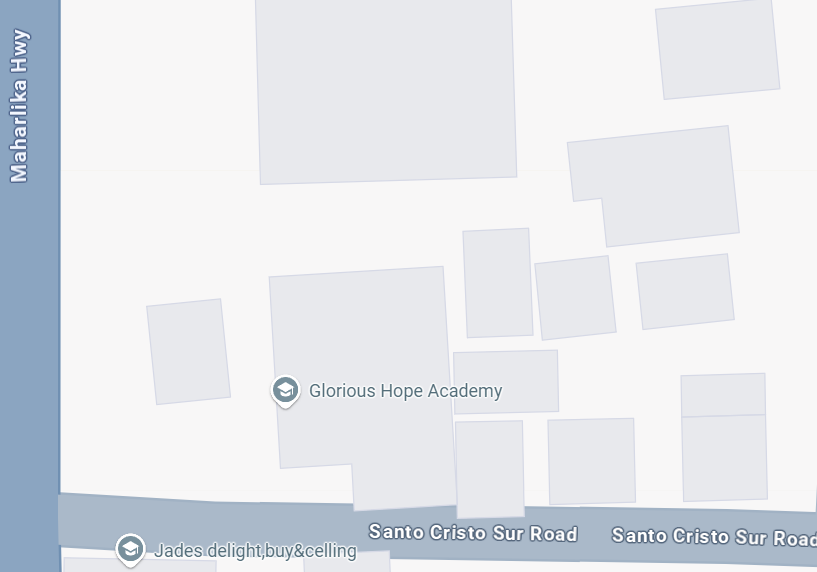 Maharlika Hwy
Glorious Hope Academy
Santo Cristo Sur Road
Santo Cristo Sur Road
Jades delight,buy&celling